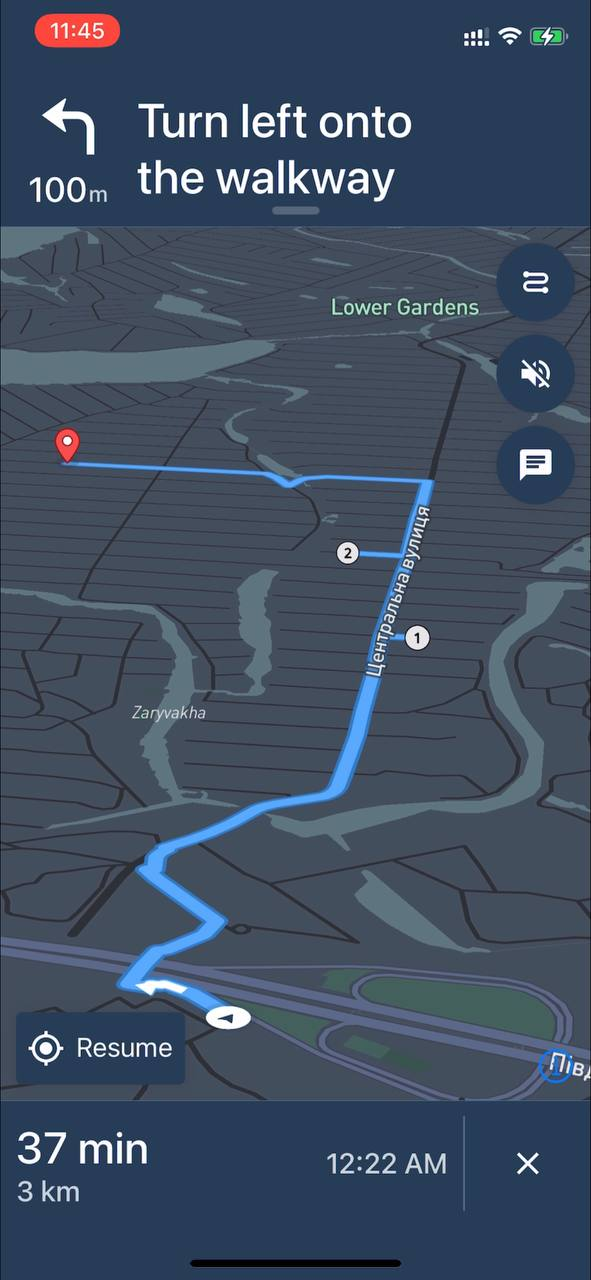 11:45
Turn left onto
the walkway
100m
Lower Gardens
Центральна вулиця
2
1
Zaryvakha
Resume
Півд
37 min
3 km
12:22 AM